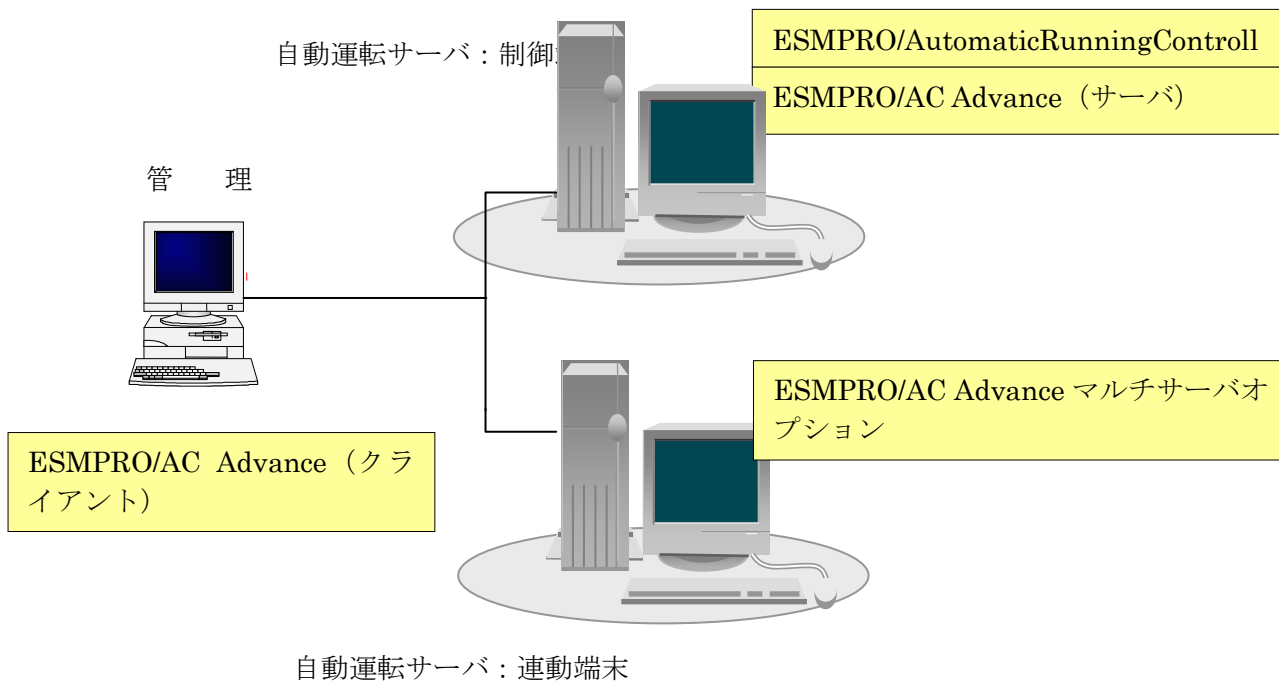 自動運転サーバ：制御
ESMPRO/AutomaticRunningControll
ESMPRO/AC Advance（サーバ）
管 理
ESMPRO/AC Advance マルチサーバオ
プション
ESMPRO/AC Advance（クラ
イアント）
自動運転サーバ：連動端末